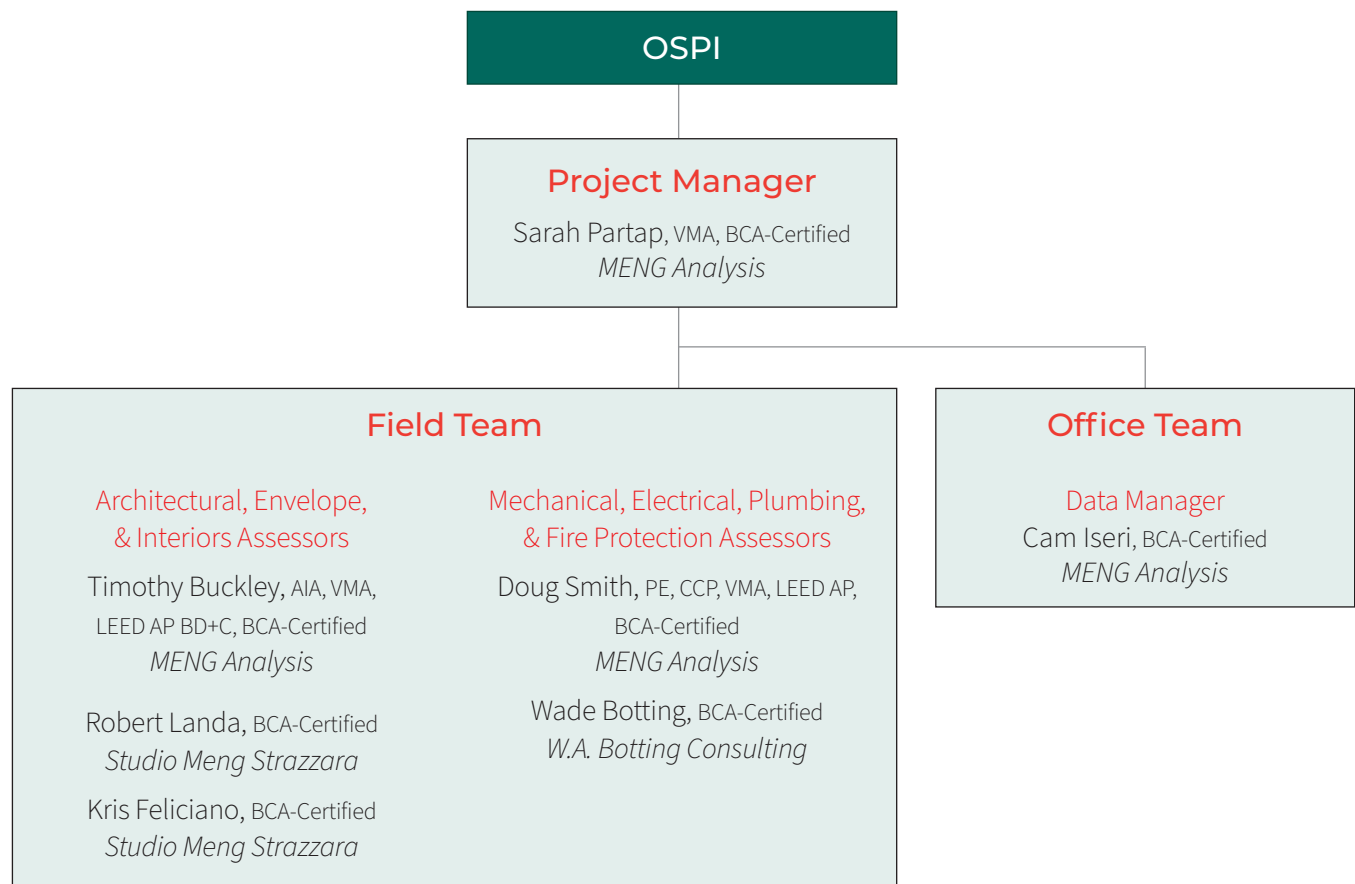 OSPI
Project Manager
Sarah Partap, VMA, BCA-Certified
MENG Analysis
Field Team
Architectural, Envelope,
& Interiors Assessors
Timothy Buckley, AIA, VMA,
LEED AP BD+C, BCA-Certified
MENG Analysis
Robert Landa, BCA-Certified
Studio Meng Strazzara
Kris Feliciano, BCA-Certified
Studio Meng Strazzara
Mechanical, Electrical, Plumbing,
& Fire Protection Assessors
Doug Smith, PE, CCP, VMA, LEED AP,
BCA-Certified
MENG Analysis
Wade Botting, BCA-Certified
W.A. Botting Consulting
Office Team
Data Manager
Cam Iseri, BCA-Certified
MENG Analysis